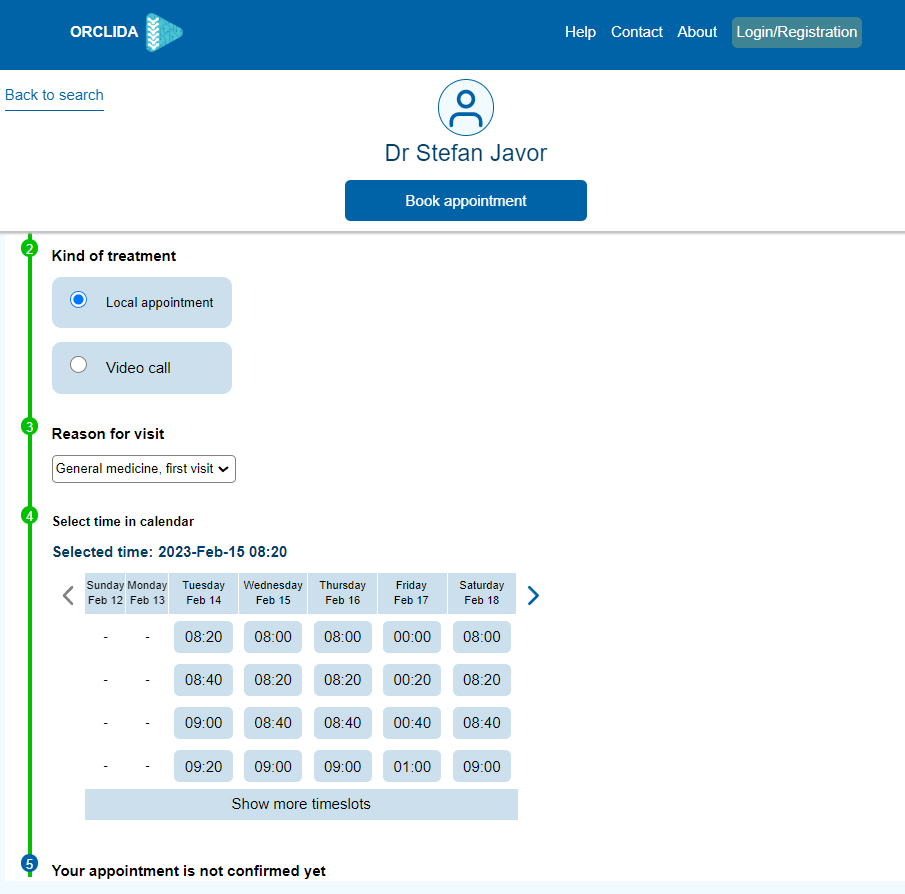 ORCLIDA Help Contact About Login/Registration
Back to search
Dr Stefan Javor
Book appointment
2 Kind of treatment
Local appointment
Video call
3 Reason for visit
General medicine, first visit
4 Select time in calendar
Selected time: 2023-Feb-15 08:20
Sunday Monday Tuesday Wednesday Thursday Friday Saturday
Feb 12 Feb 13 Feb 14 Feb 15 Feb 16 Feb 17 Feb 18
- - 08:20 08:00 08:00 00:00 08:00
- - 08:40 08:20 08:20 00:20 08:20
- - 09:00 08:40 08:40 00:40 08:40
- - 09:20 09:00 09:00 01:00 09:00
Show more timeslots
5 Your appointment is not confirmed yet